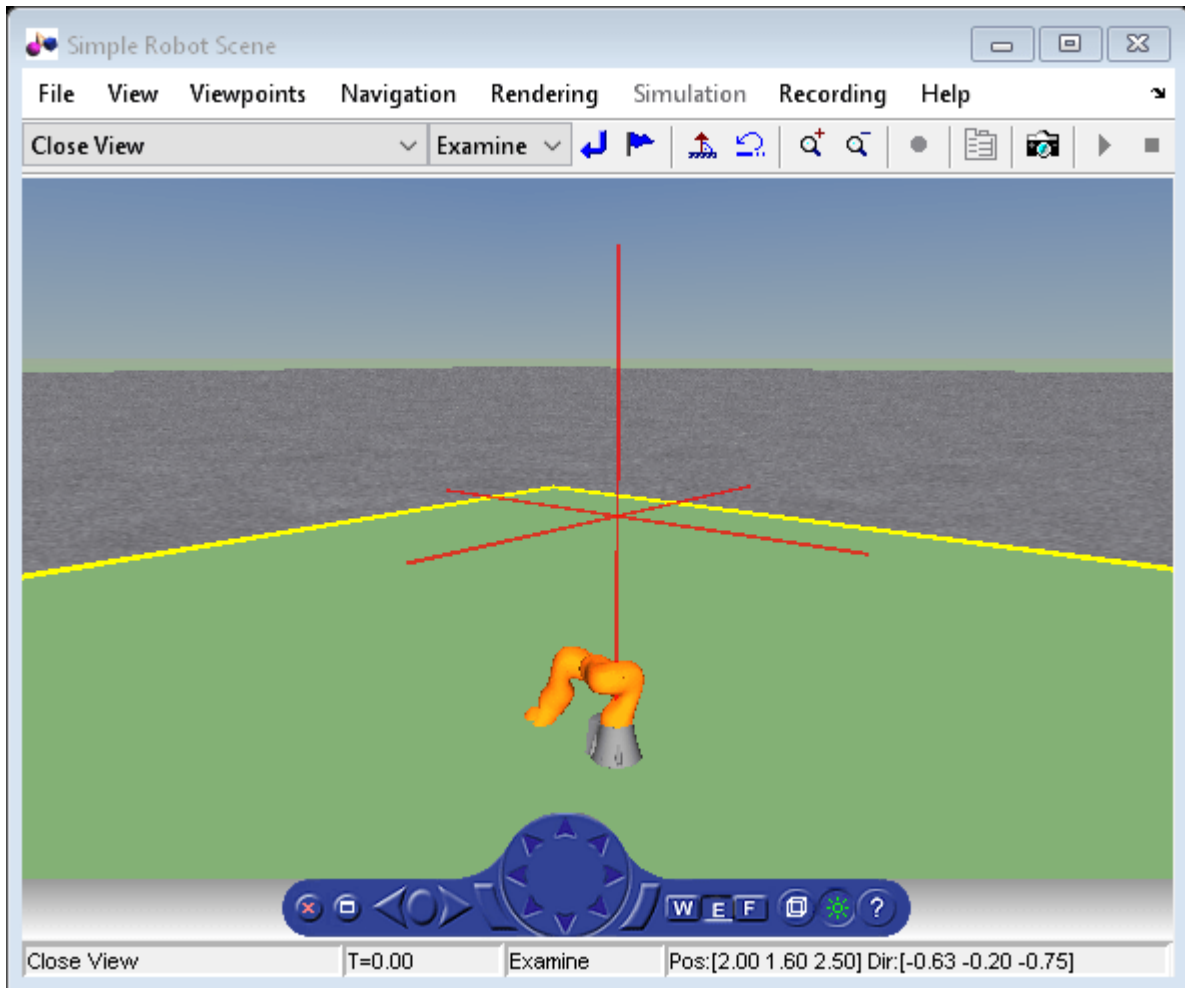 Simple Robot Scene
File View Viewpoints Navigation Rendering Simulation Recording Help
Close View Examine
W E F ?
Close View T=0.00 Examine Pos:[2.00 1.60 2.50] Dir:[-0.63 -0.20 -0.75]